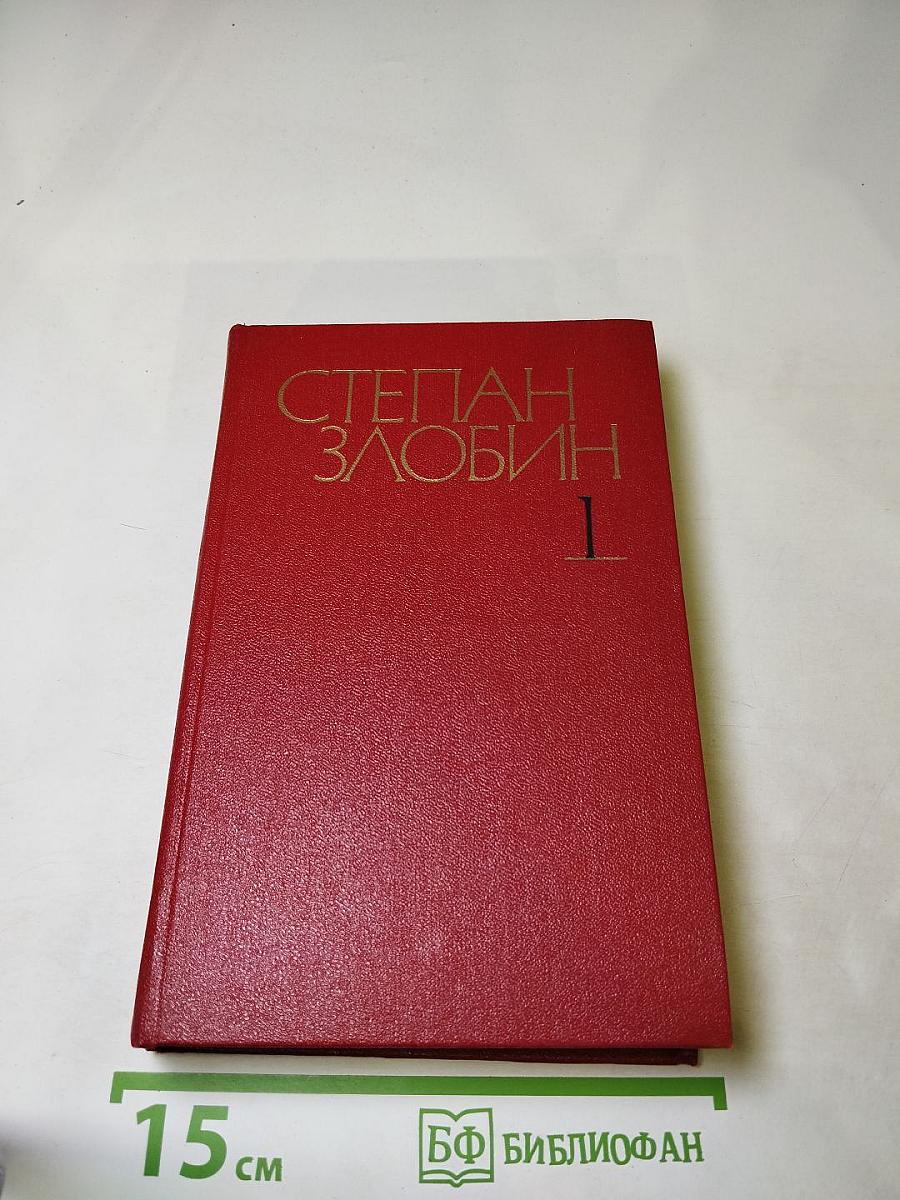 СТЕПАН
ЗЛОБИН
1
15 см
БФ БИБЛИОФАН